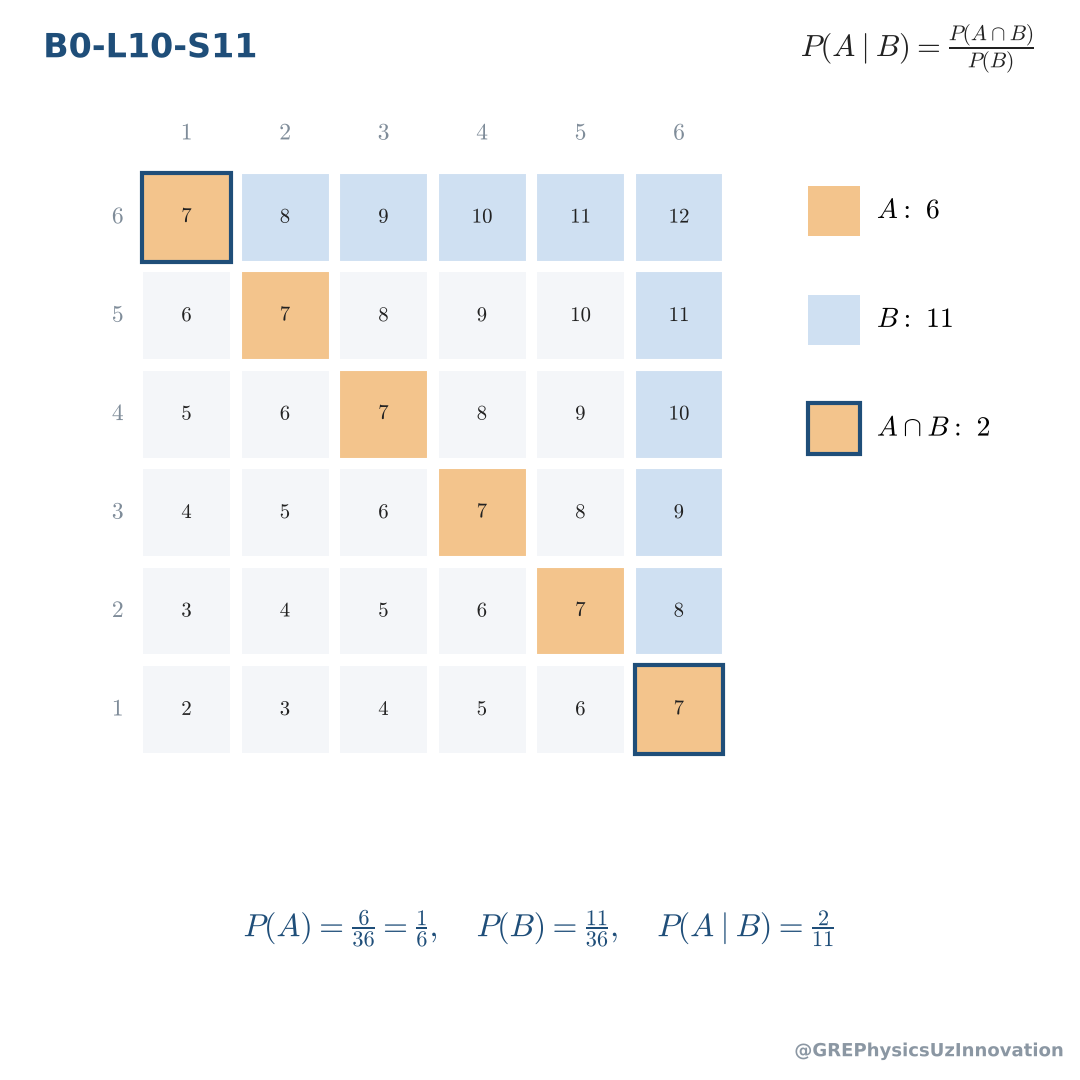 B0-L10-S11
P(A | B) = P(A ∩ B) / P(B)
1 2 3 4 5 6
6 7 8 9 10 11 12
A : 6
5 6 7 8 9 10 11
B : 11
4 5 6 7 8 9 10
A ∩ B : 2
3 4 5 6 7 8 9
2 3 4 5 6 7 8
1 2 3 4 5 6 7
P(A) = 6/36 = 1/6, P(B) = 11/36, P(A | B) = 2/11
@GREPhysicsUzInnovation